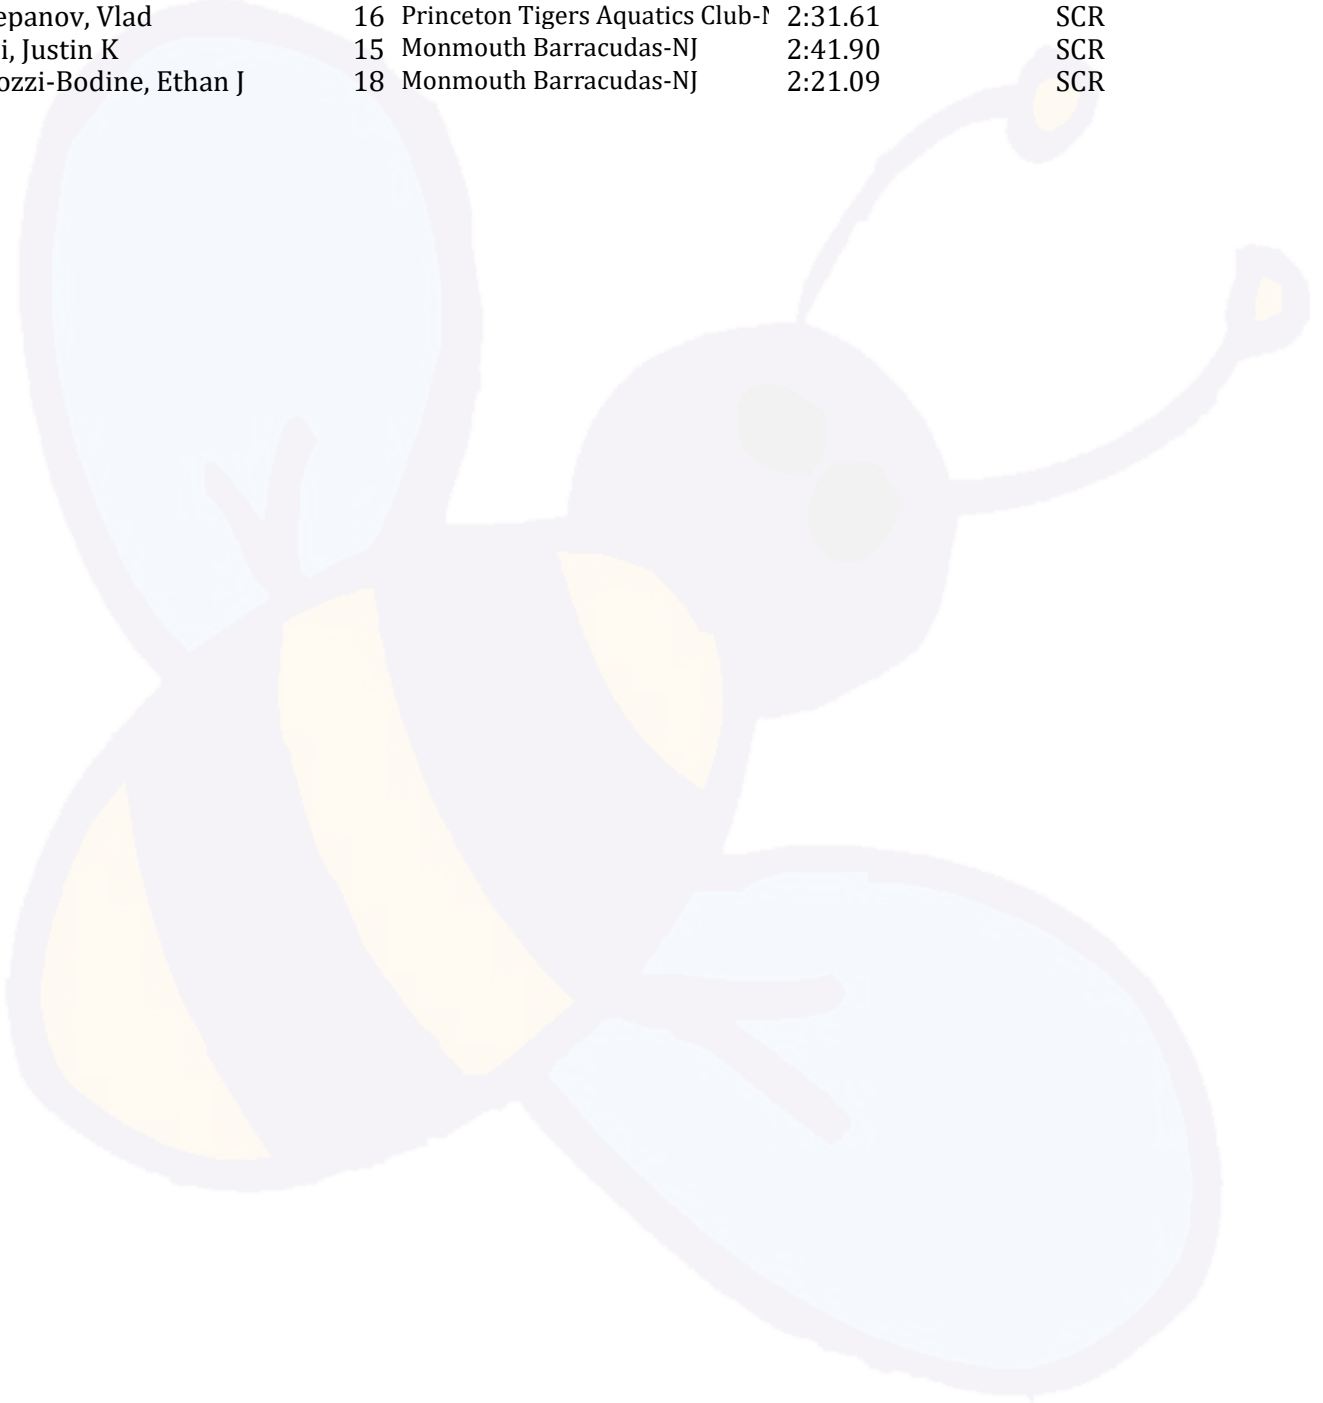 epanov, Vlad 16 Princeton Tigers Aquatics Club-N 2:31.61 SCR
i, Justin K 15 Monmouth Barracudas-NJ 2:41.90 SCR
ozzi-Bodine, Ethan J 18 Monmouth Barracudas-NJ 2:21.09 SCR